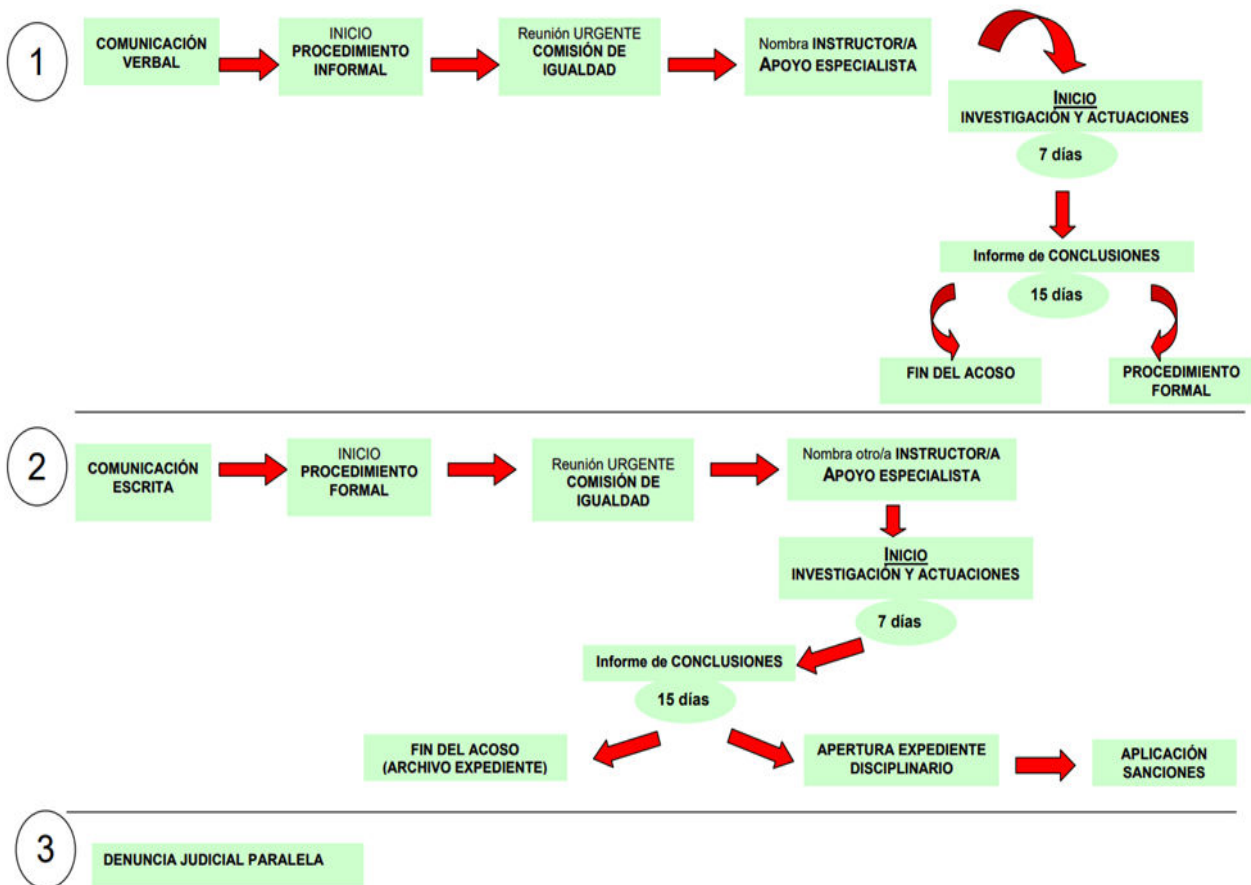 1
COMUNICACIÓN
VERBAL
INICIO
PROCEDIMIENTO
INFORMAL
Reunión URGENTE
COMISIÓN DE
IGUALDAD
Nombra INSTRUCTOR/A
APOYO ESPECIALISTA
INICIO
INVESTIGACIÓN Y ACTUACIONES
7 días
Informe de CONCLUSIONES
15 días
FIN DEL ACOSO
PROCEDIMIENTO
FORMAL
2
COMUNICACIÓN
ESCRITA
INICIO
PROCEDIMIENTO
FORMAL
Reunión URGENTE
COMISIÓN DE
IGUALDAD
Nombra otro/a INSTRUCTOR/A
APOYO ESPECIALISTA
INICIO
INVESTIGACIÓN Y ACTUACIONES
7 días
Informe de CONCLUSIONES
15 días
FIN DEL ACOSO
(ARCHIVO EXPEDIENTE)
APERTURA EXPEDIENTE
DISCIPLINARIO
APLICACIÓN
SANCIONES
3
DENUNCIA JUDICIAL PARALELA